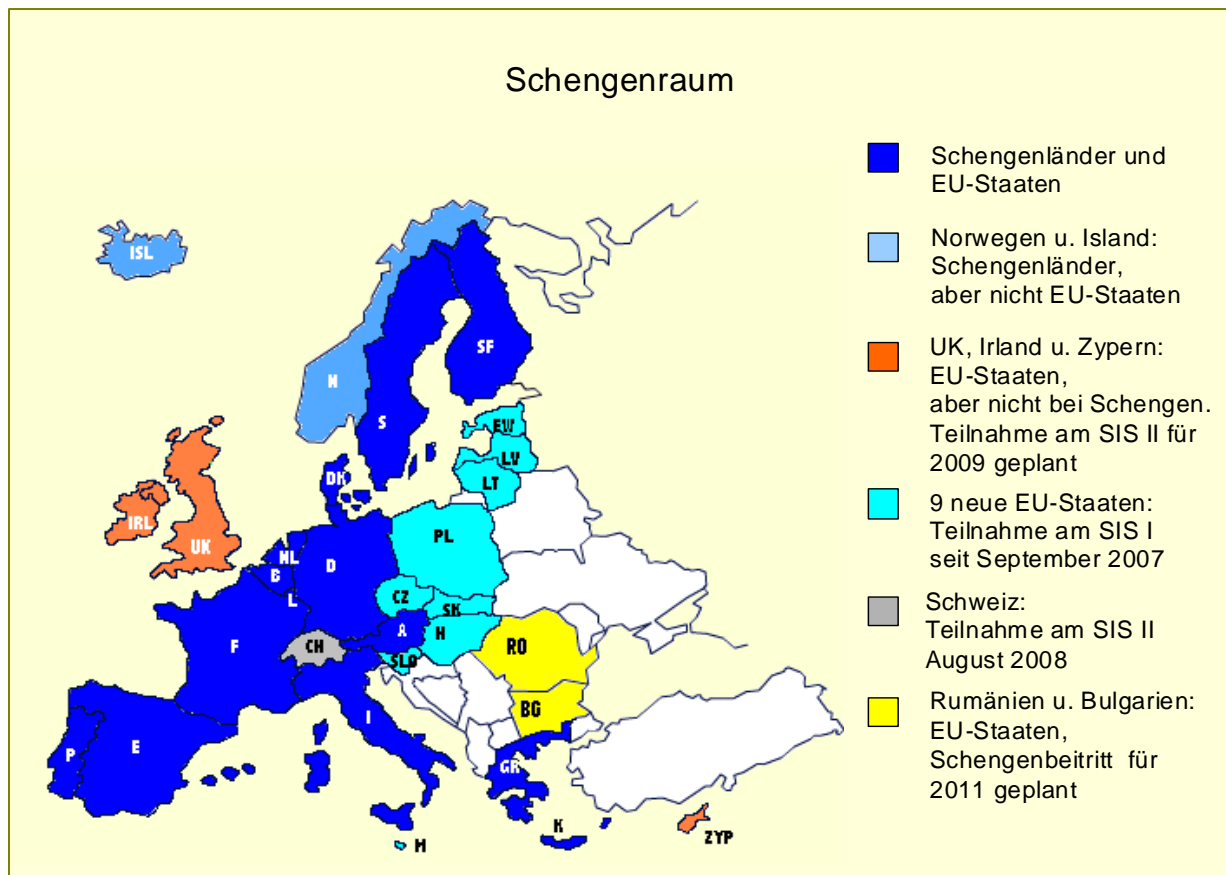 Schengenraum
Schengenländer und
EU-Staaten
Norwegen u. Island:
Schengenländer,
aber nicht EU-Staaten
UK, Irland u. Zypern:
EU-Staaten,
aber nicht bei Schengen.
Teilnahme am SIS II für
2009 geplant
9 neue EU-Staaten:
Teilnahme am SIS I
seit September 2007
Schweiz:
Teilnahme am SIS II
August 2008
Rumänien u. Bulgarien:
EU-Staaten,
Schengenbeitritt für
2011 geplant
ISL
N
S
SF
EW
LV
LT
DK
IRL
UK
NL
B
L
D
PL
CZ
SK
A
H
SLO
CH
F
RO
BG
I
P
E
GR
K
M
ZYP